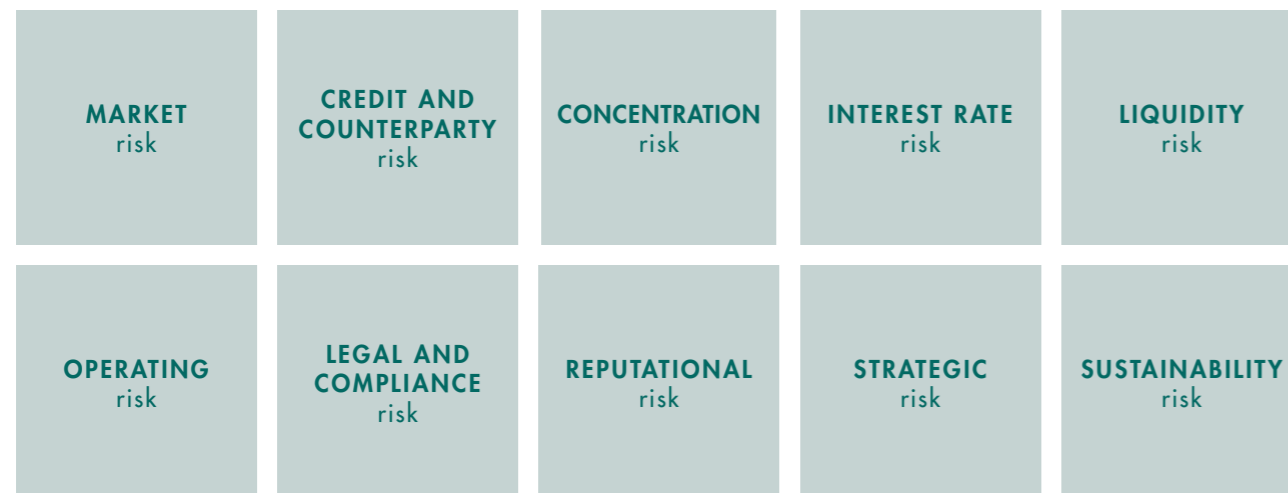 MARKET
risk
CREDIT AND
COUNTERPARTY
risk
CONCENTRATION
risk
INTEREST RATE
risk
LIQUIDITY
risk
OPERATING
risk
LEGAL AND
COMPLIANCE
risk
REPUTATIONAL
risk
STRATEGIC
risk
SUSTAINABILITY
risk